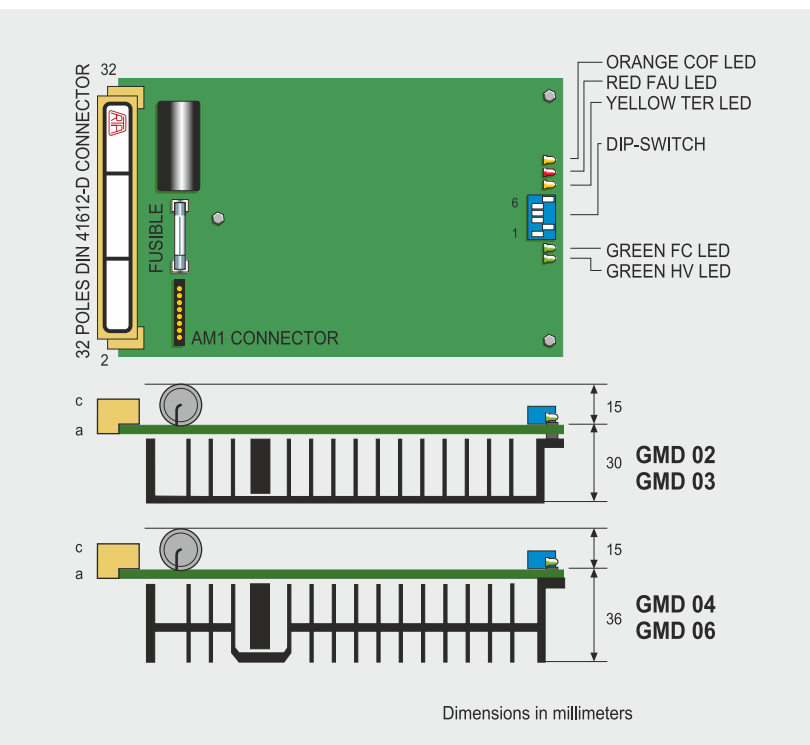 32
32 POLES DIN 41612-D CONNECTOR
2
FUSIBLE
AM1 CONNECTOR
ORANGE COF LED
RED FAU LED
YELLOW TER LED
DIP-SWITCH
6
1
GREEN FC LED
GREEN HV LED
c
a
15
30
GMD 02
GMD 03
c
a
15
36
GMD 04
GMD 06
Dimensions in millimeters